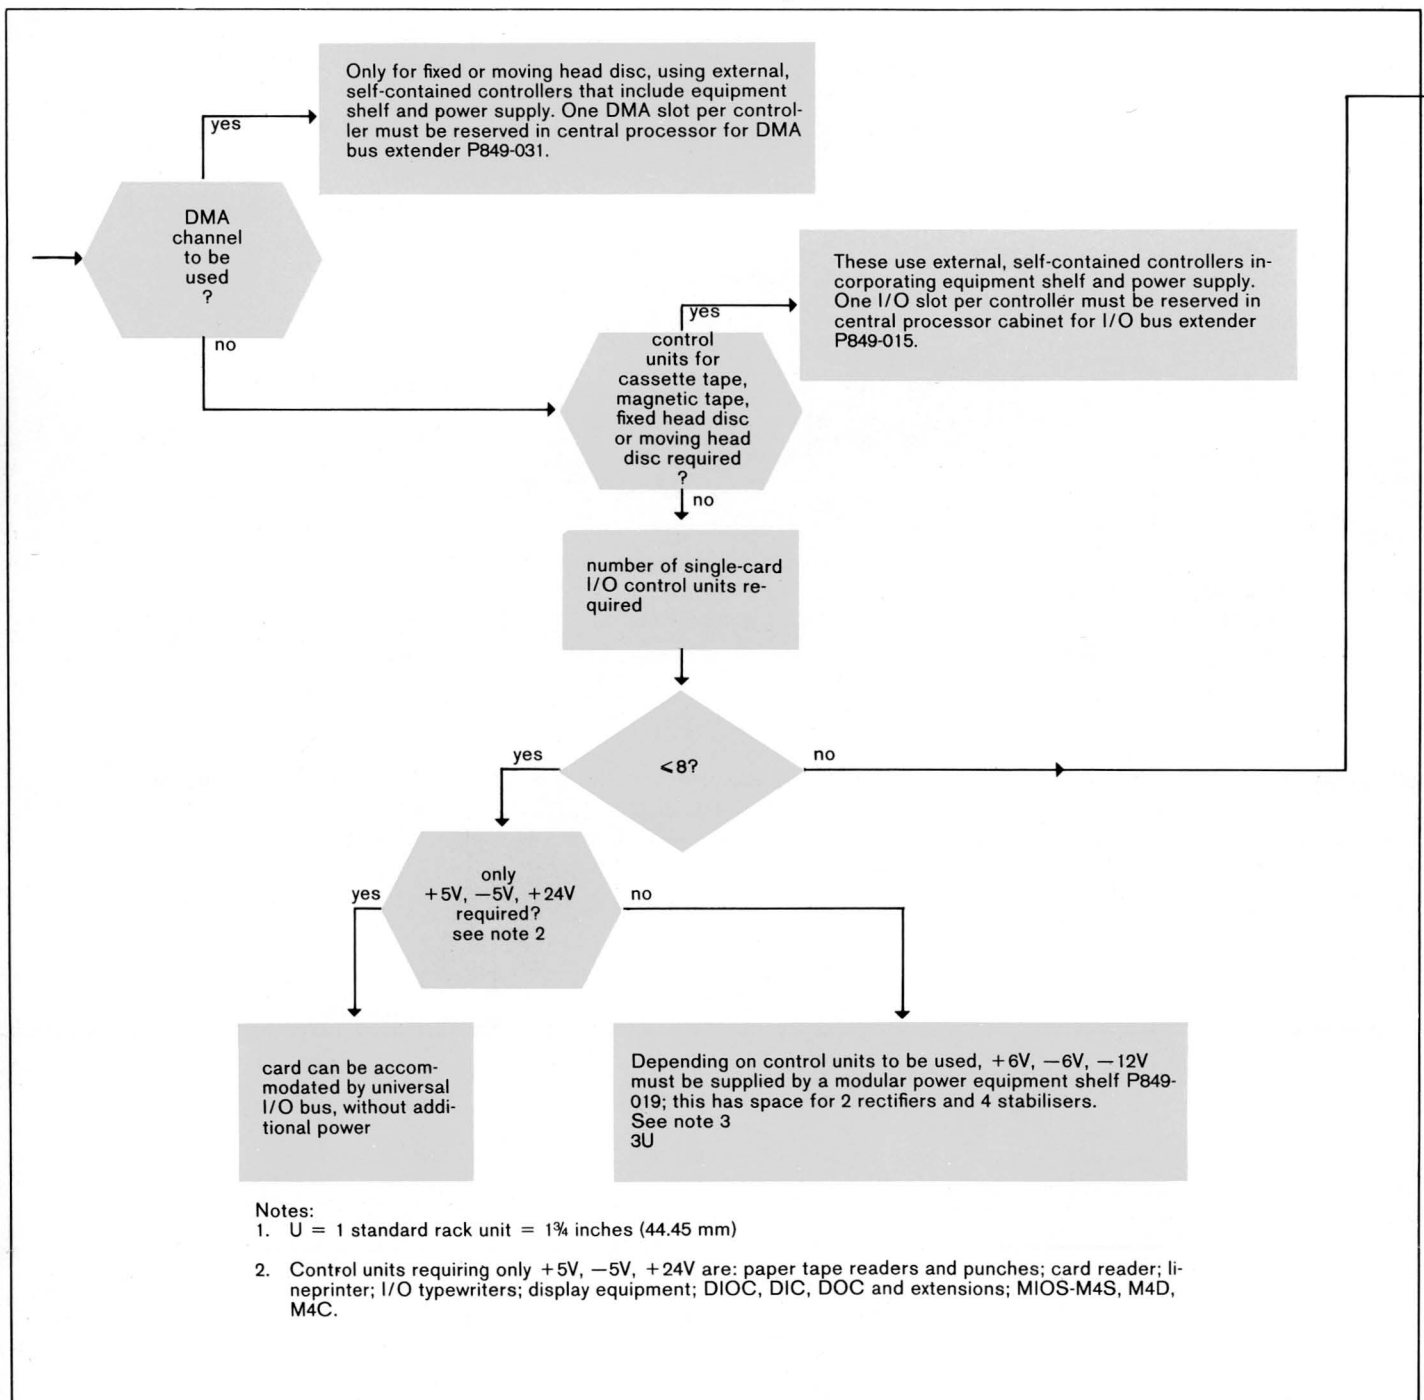 Only for fixed or moving head disc, using external,
self-contained controllers that include equipment
shelf and power supply. One DMA slot per control-
ler must be reserved in central processor for DMA
bus extender P849-031.
yes
DMA
channel
to be
used
?
no
These use external, self-contained controllers in-
corporating equipment shelf and power supply.
One I/O slot per controller must be reserved in
central processor cabinet for I/O bus extender
P849-015.
yes
control
units for
cassette tape,
magnetic tape,
fixed head disc
or moving head
disc required
?
no
number of single-card
I/O control units re-
quired
yes
⩽8?
no
only
+5V, —5V, +24V
required?
see note 2
yes
no
card can be accom-
modated by universal
I/O bus, without addi-
tional power
Depending on control units to be used, +6V, —6V, —12V
must be supplied by a modular power equipment shelf P849-
019; this has space for 2 rectifiers and 4 stabilisers.
See note 3
3U
Notes:
1. U = 1 standard rack unit = 1¾ inches (44.45 mm)
2. Control units requiring only +5V, —5V, +24V are: paper tape readers and punches; card reader; li-
neprinter; I/O typewriters; display equipment; DIOC, DIC, DOC and extensions; MIOS-M4S, M4D,
M4C.